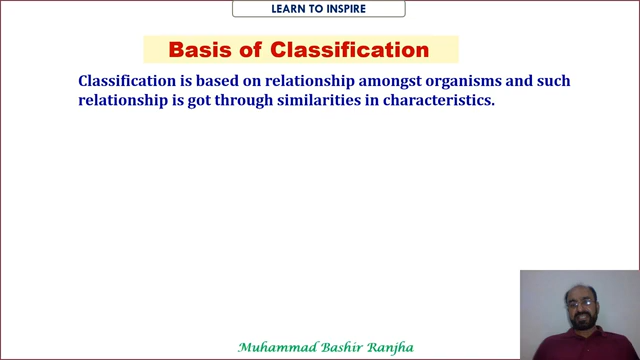 LEARN TO INSPIRE
Basis of Classification
Classification is based on relationship amongst organisms and such
relationship is got through similarities in characteristics.
Muhammad Bashir Ranjha